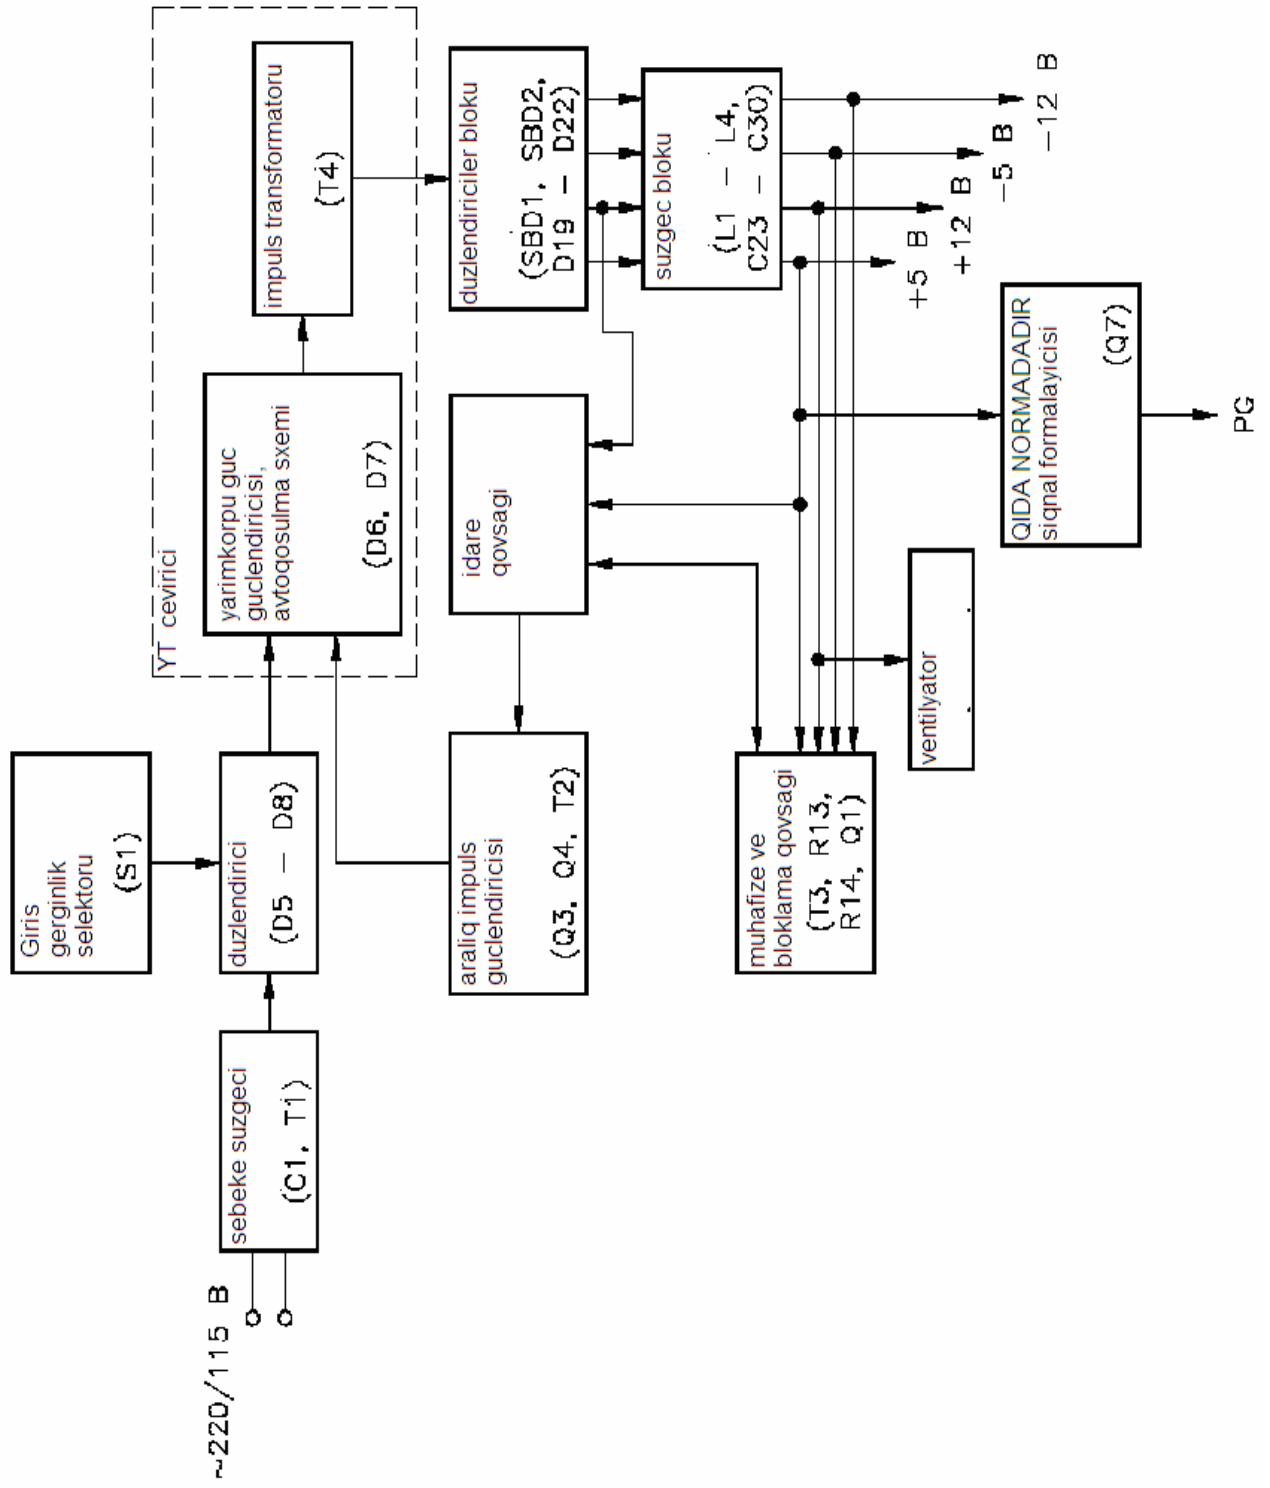 ~220/115 В
sebeke suzgeci
(C1, T1)
Giris
gerginlik
selektoru
(S1)
duzlendirici
(D5 – D8)
YT cevirici
yarimkorpu guc
guclendiricisi,
avtoqosulma sxemi
(D6, D7)
impuls transformatoru
(T4)
araliq impuls
guclendiricisi
(Q3, Q4, T2)
idare
qovsagi
duzlendiriciler bloku
(SBD1, SBD2,
D19 – D22)
suzgec bloku
(L1 – L4,
C23 – C30)
muhafize ve
bloklama qovsagi
(T3, R13,
R14, Q1)
ventilyator
QIDA NORMADADIR
siqnal formalayicisi
(Q7)
+5 В
+12 В
–5 В
–12 В
PG